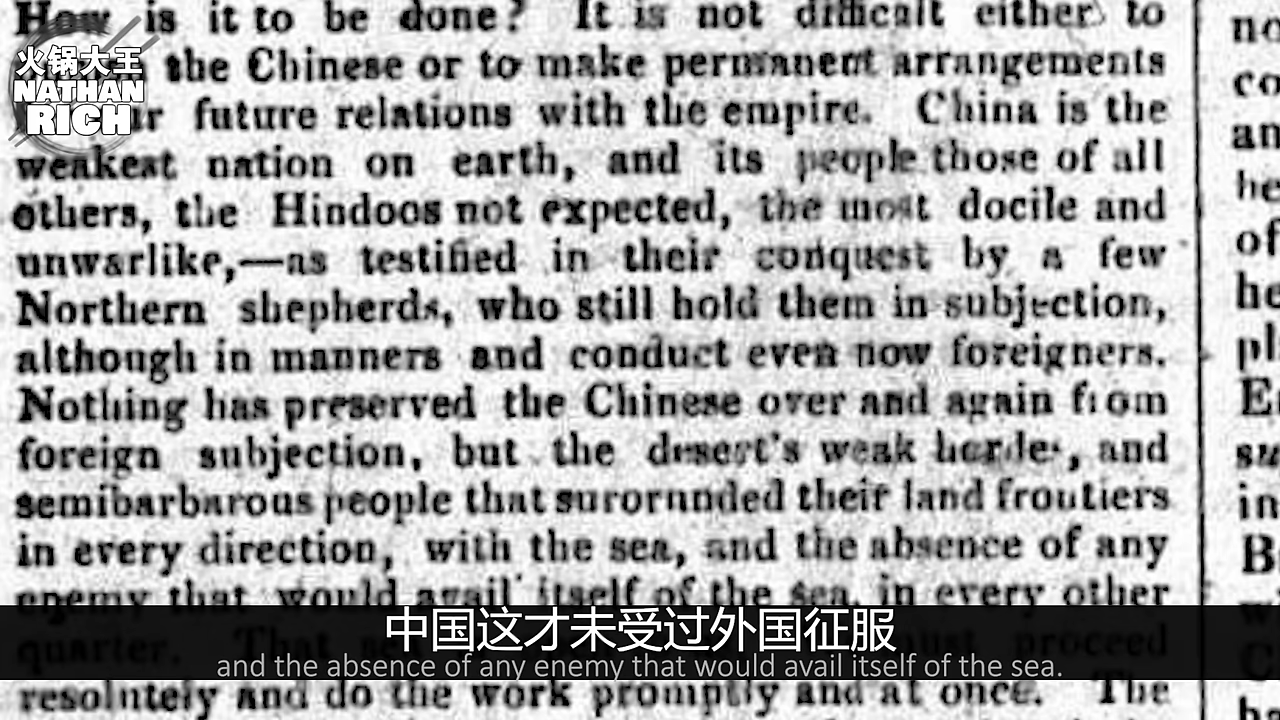 How is it to be done? It is not difficult either to
火锅大王
NATHAN
RICH
the Chinese or to make permanent arrangements
future relations with the empire. China is the
weakest nation on earth, and its people those of all
others, the Hindoos not expected, the most docile and
unwarlike,—as testified in their conquest by a few
Northern shepherds, who still hold them in subjection,
although in manners and conduct even now foreigners.
Nothing has preserved the Chinese over and again from
foreign subjection, but the desert's weak hordes, and
semibarbarous people that surornnded their land frontiers
in every direction, with the sea, and the absence of any
enemy that would avail itself of the sea, in every other
quarter. That must proceed
中国这才未受过外国征服
and the absence of any enemy that would avail itself of the sea.
resolutely and do the work promptly and at once. The